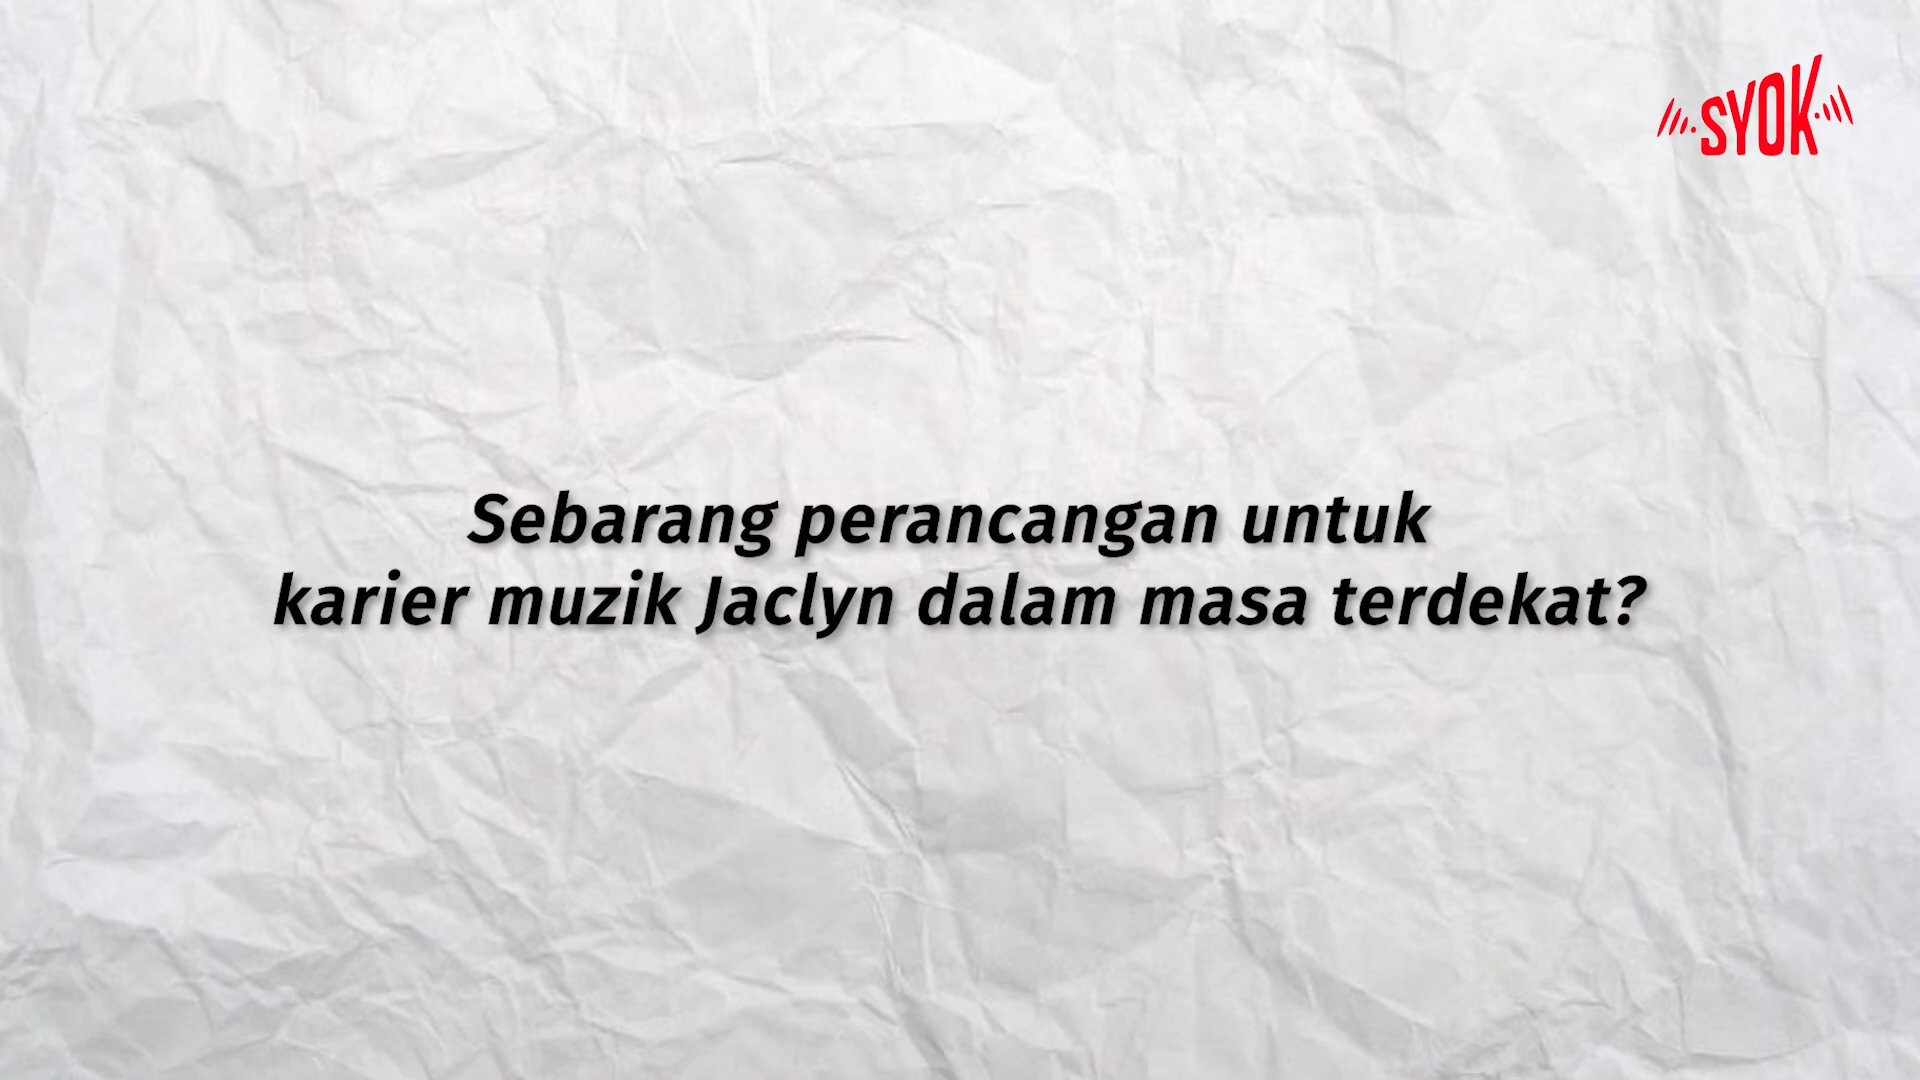 SYOK
Sebarang perancangan untuk
karier muzik Jaclyn dalam masa terdekat?